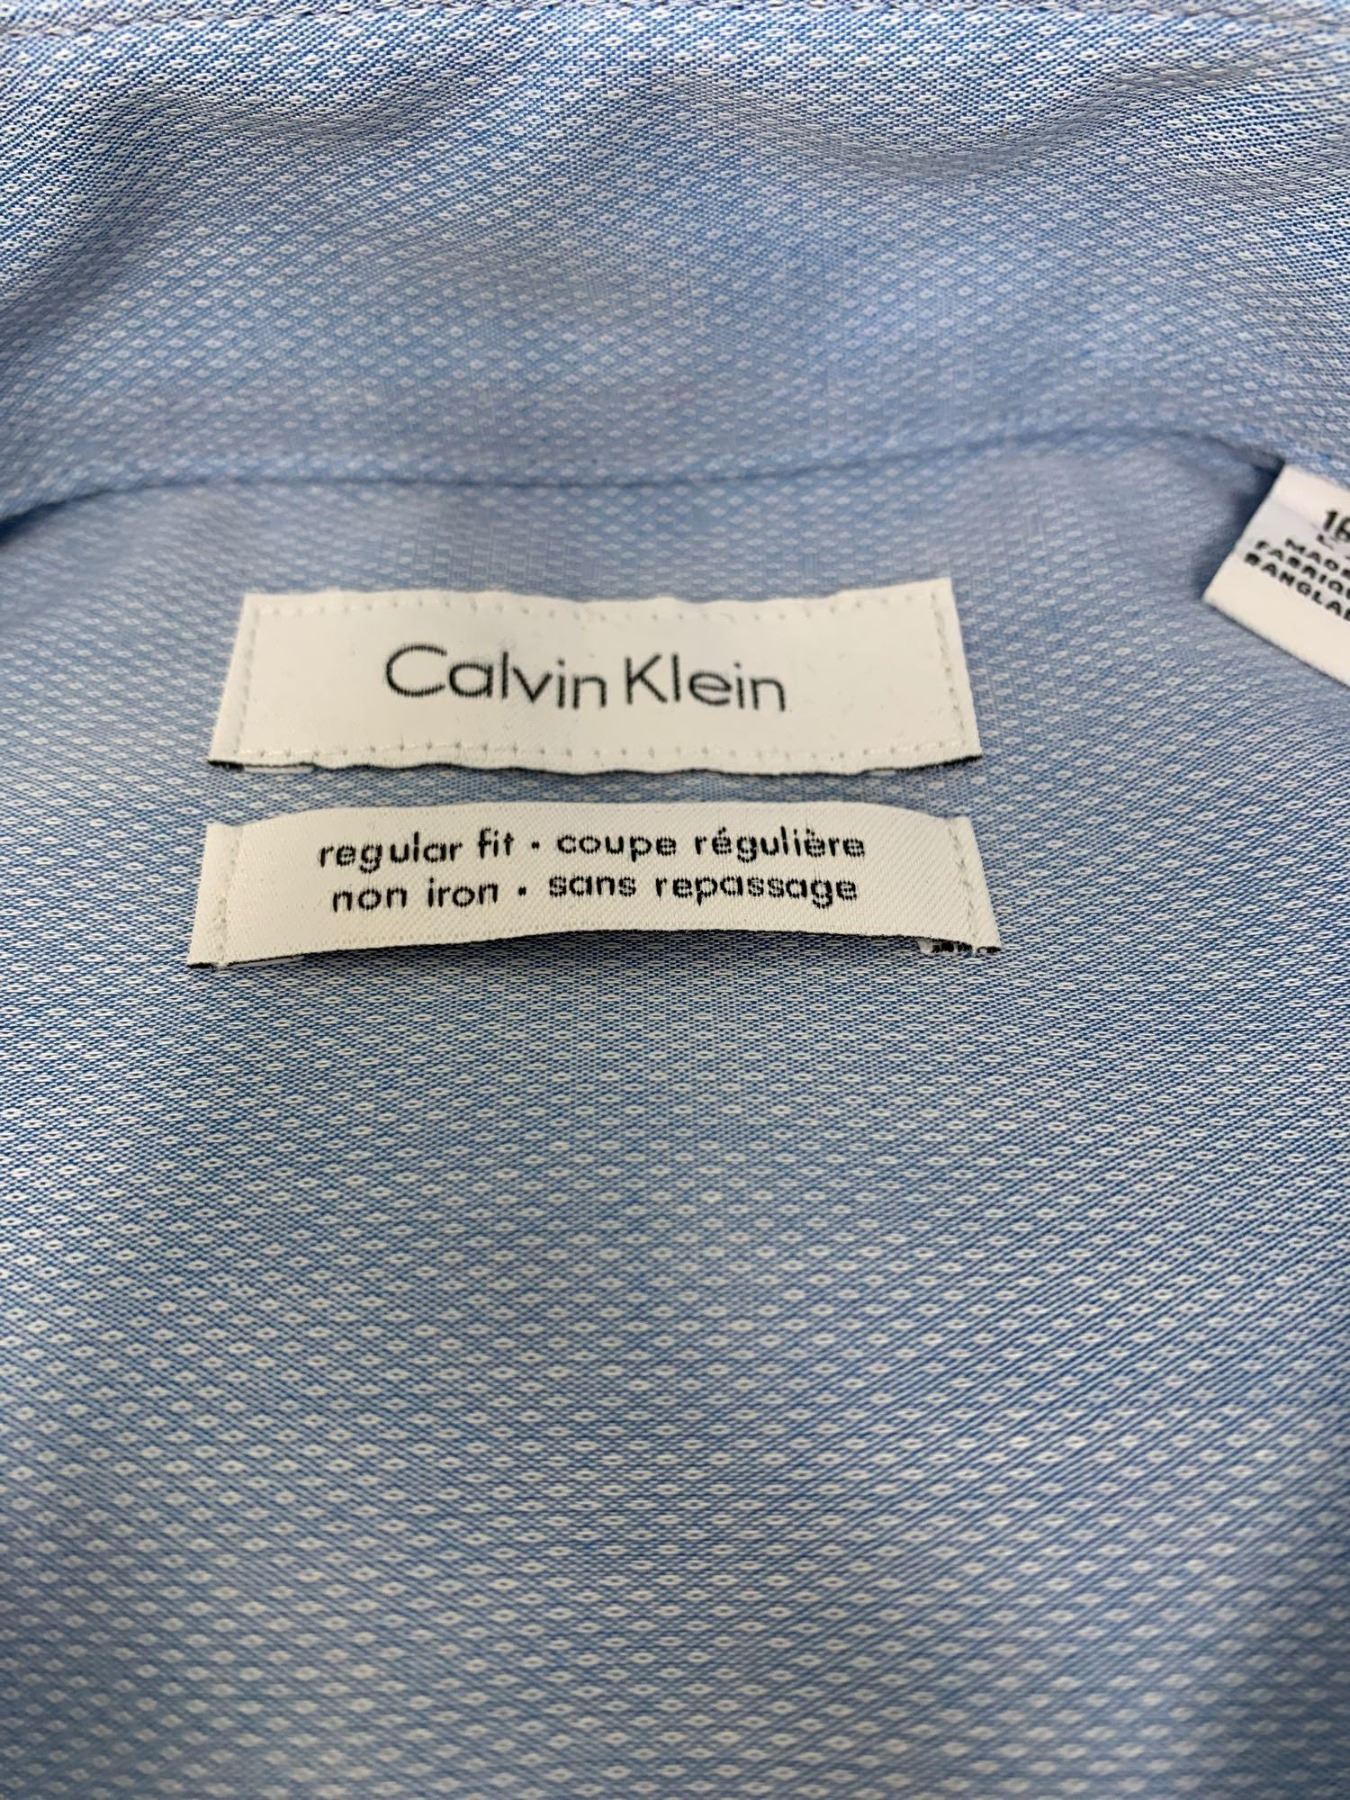 Calvin Klein
regular fit · coupe régulière
non iron · sans repassage